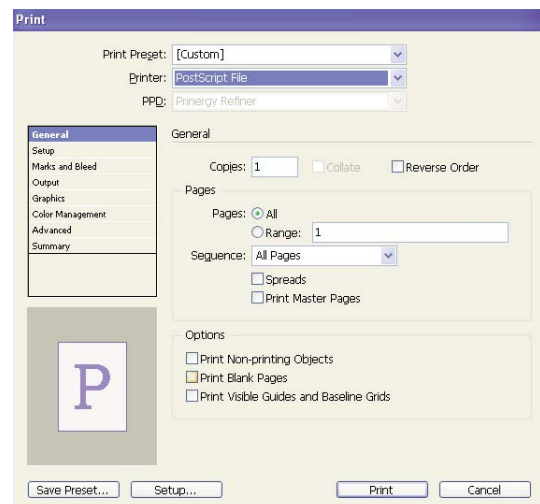 Print
Print Preset: [Custom]
Printer: PostScript File
PPD: Prinergy Refiner
General
Setup
Marks and Bleed
Output
Graphics
Color Management
Advanced
Summary
General
Copies: 1 Collate Reverse Order
Pages
Pages: All
Range: 1
Sequence: All Pages
Spreads
Print Master Pages
Options
Print Non-printing Objects
Print Blank Pages
Print Visible Guides and Baseline Grids
P
Save Preset... Setup... Print Cancel